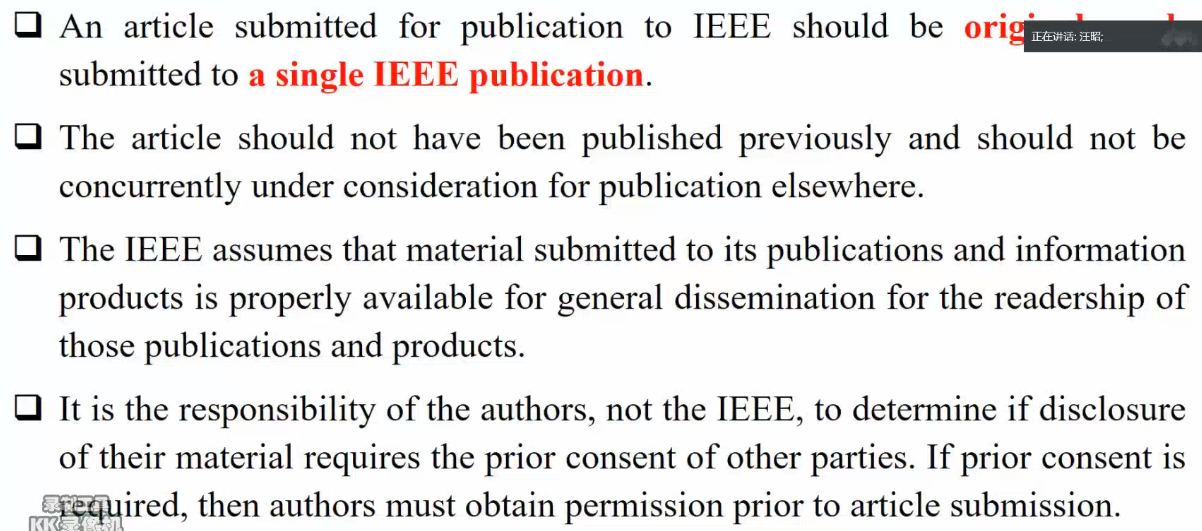 ❑ An article submitted for publication to IEEE should be
正在讲话: 汪昭;
submitted to a single IEEE publication.
❑ The article should not have been published previously and should not be
concurrently under consideration for publication elsewhere.
❑ The IEEE assumes that material submitted to its publications and information
products is properly available for general dissemination for the readership of
those publications and products.
❑ It is the responsibility of the authors, not the IEEE, to determine if disclosure
of their material requires the prior consent of other parties. If prior consent is
required, then authors must obtain permission prior to article submission.
KK录像机